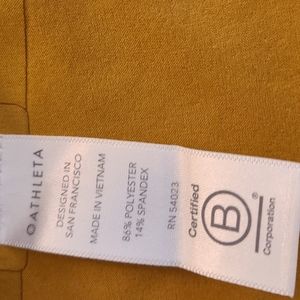 ©ATHLETA
DESIGNED IN
SAN FRANCISCO
MADE IN VIETNAM
86% POLYESTER
14% SPANDEX
RN 54023
Certified
B
®
Corporation